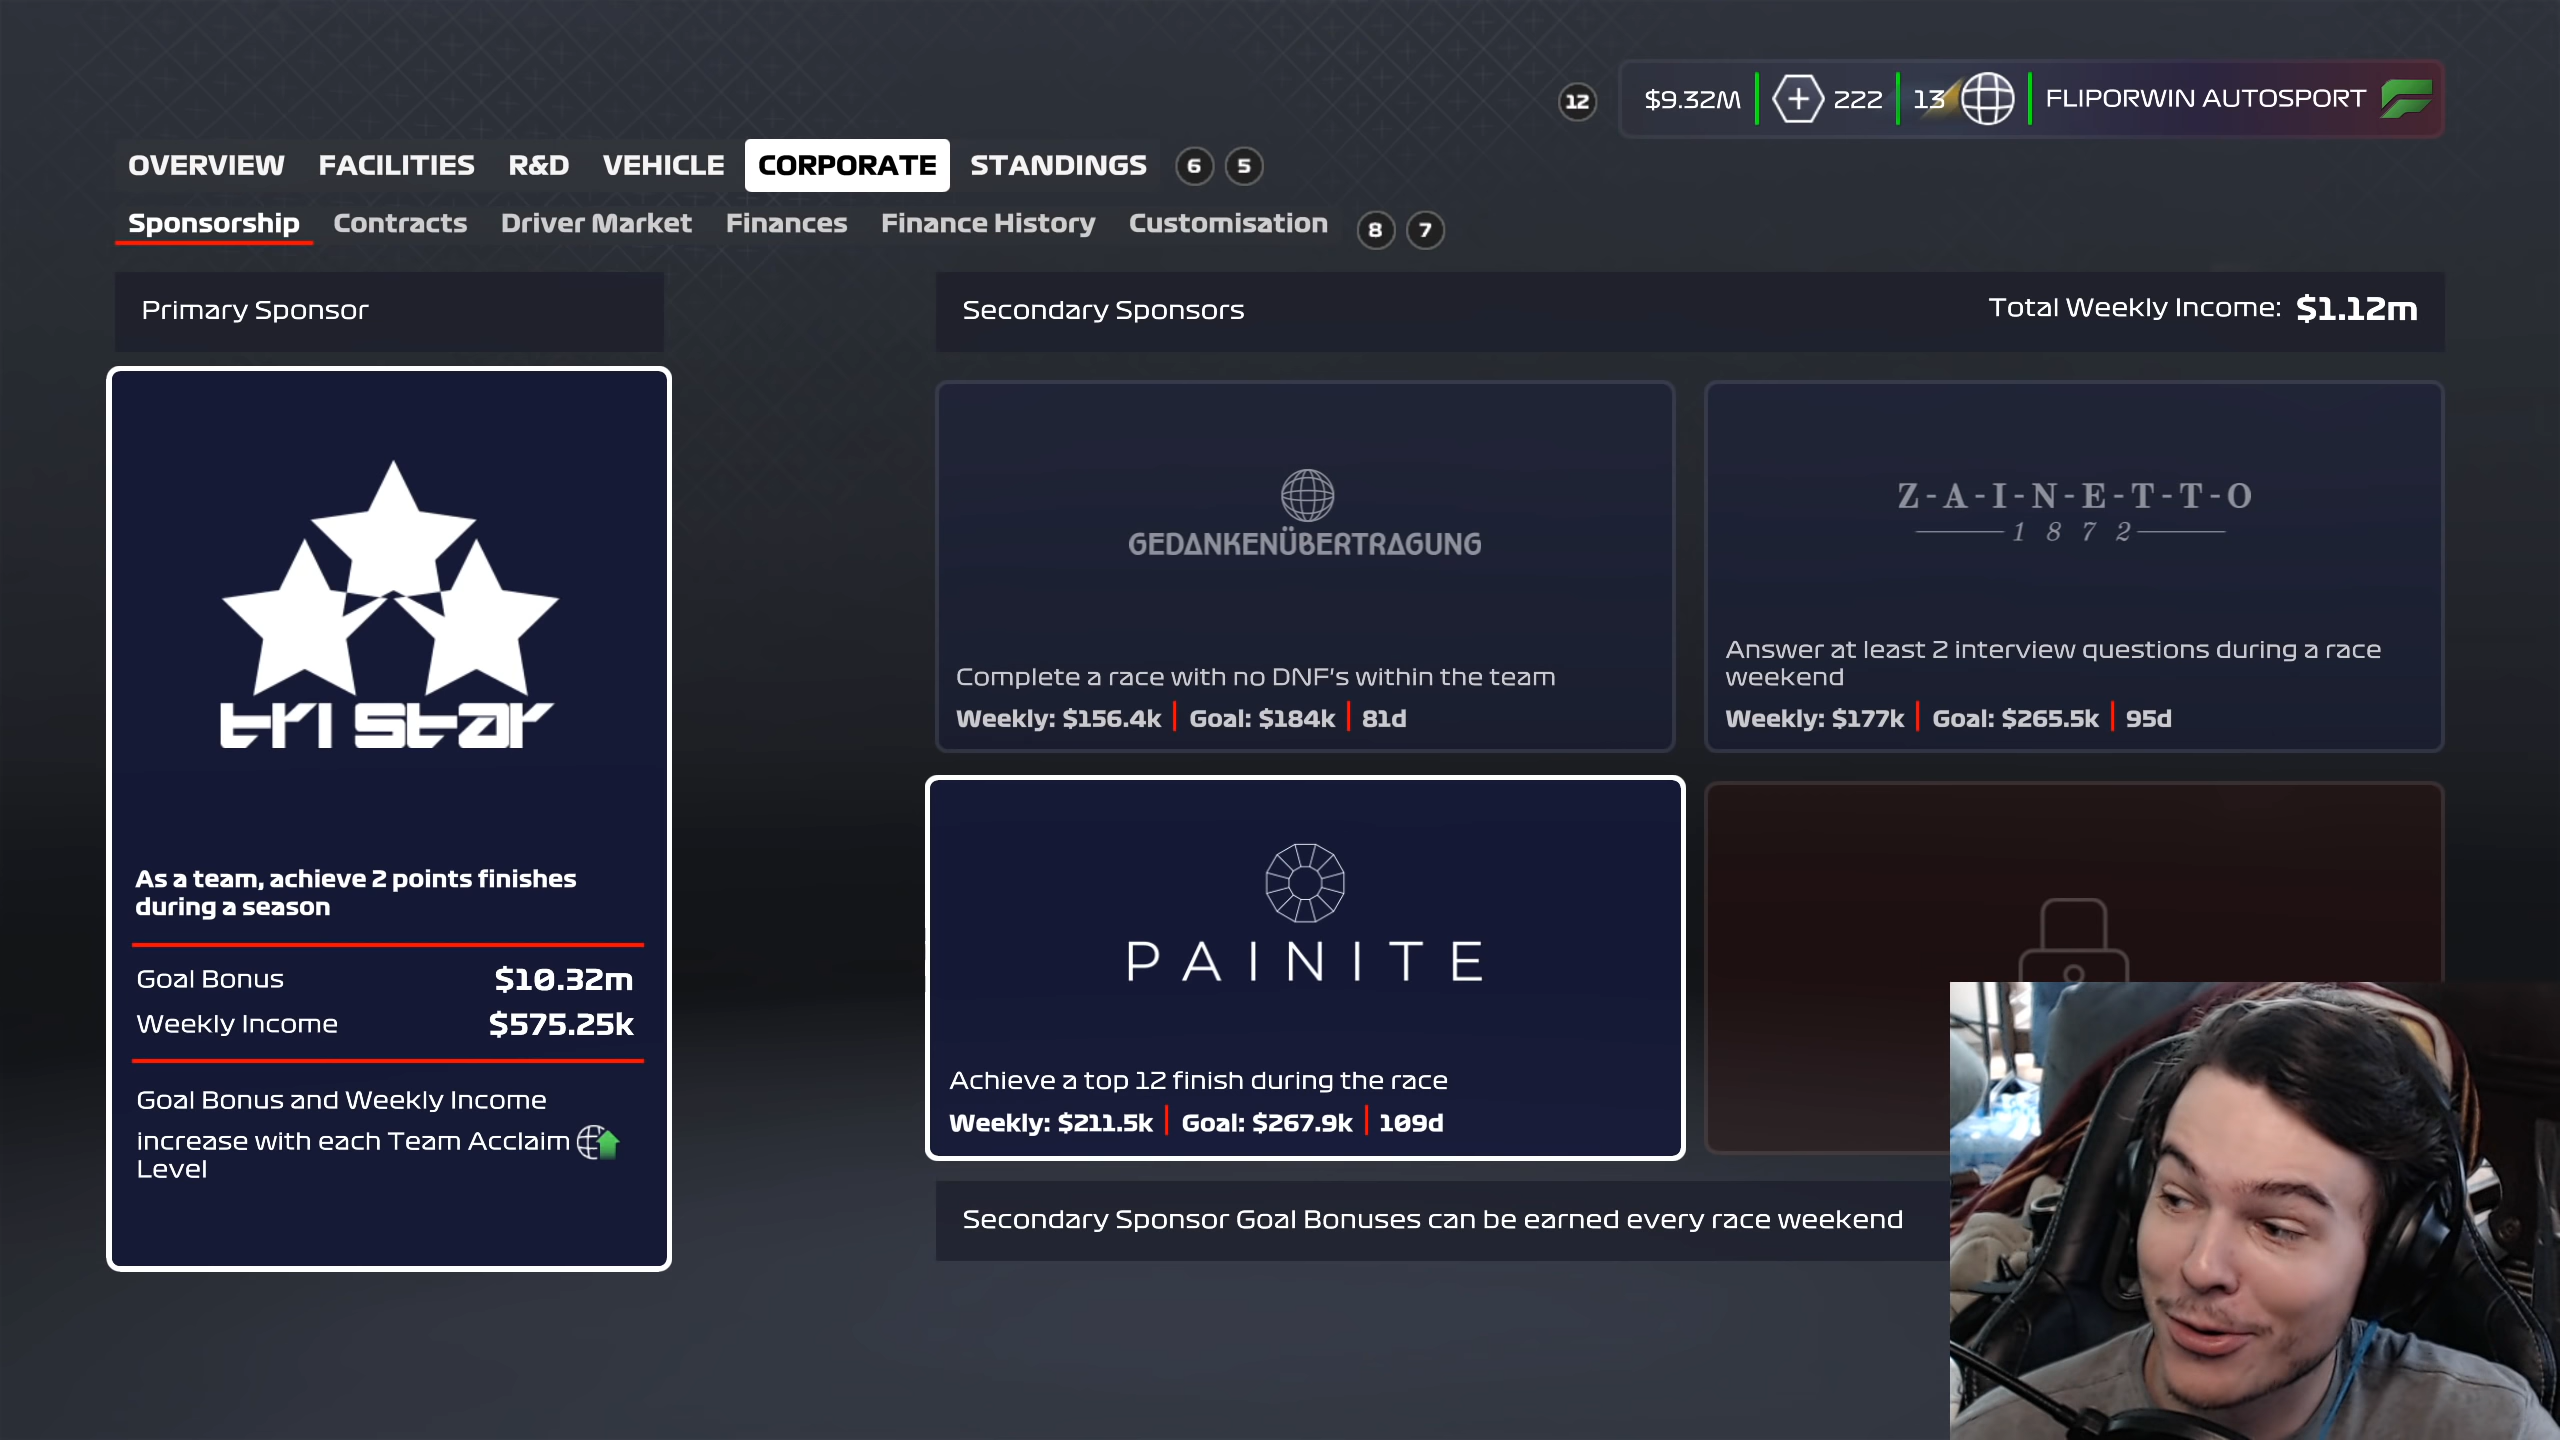 12
$9.32M
222
13
FLIPORWIN AUTOSPORT
OVERVIEW FACILITIES R&D VEHICLE CORPORATE STANDINGS 6 5
Sponsorship Contracts Driver Market Finances Finance History Customisation 8 7
Primary Sponsor
tri star
As a team, achieve 2 points finishes
during a season
Goal Bonus $10.32m
Weekly Income $575.25k
Goal Bonus and Weekly Income
increase with each Team Acclaim
Level
Secondary Sponsors
Total Weekly Income: $1.12m
GEDANKENÜBERTRAGUNG
Complete a race with no DNF's within the team
Weekly: $156.4k Goal: $184k 81d
Z-A-I-N-E-T-T-O
1872
Answer at least 2 interview questions during a race
weekend
Weekly: $177k Goal: $265.5k 95d
PAINITE
Achieve a top 12 finish during the race
Weekly: $211.5k Goal: $267.9k 109d
Secondary Sponsor Goal Bonuses can be earned every race weekend